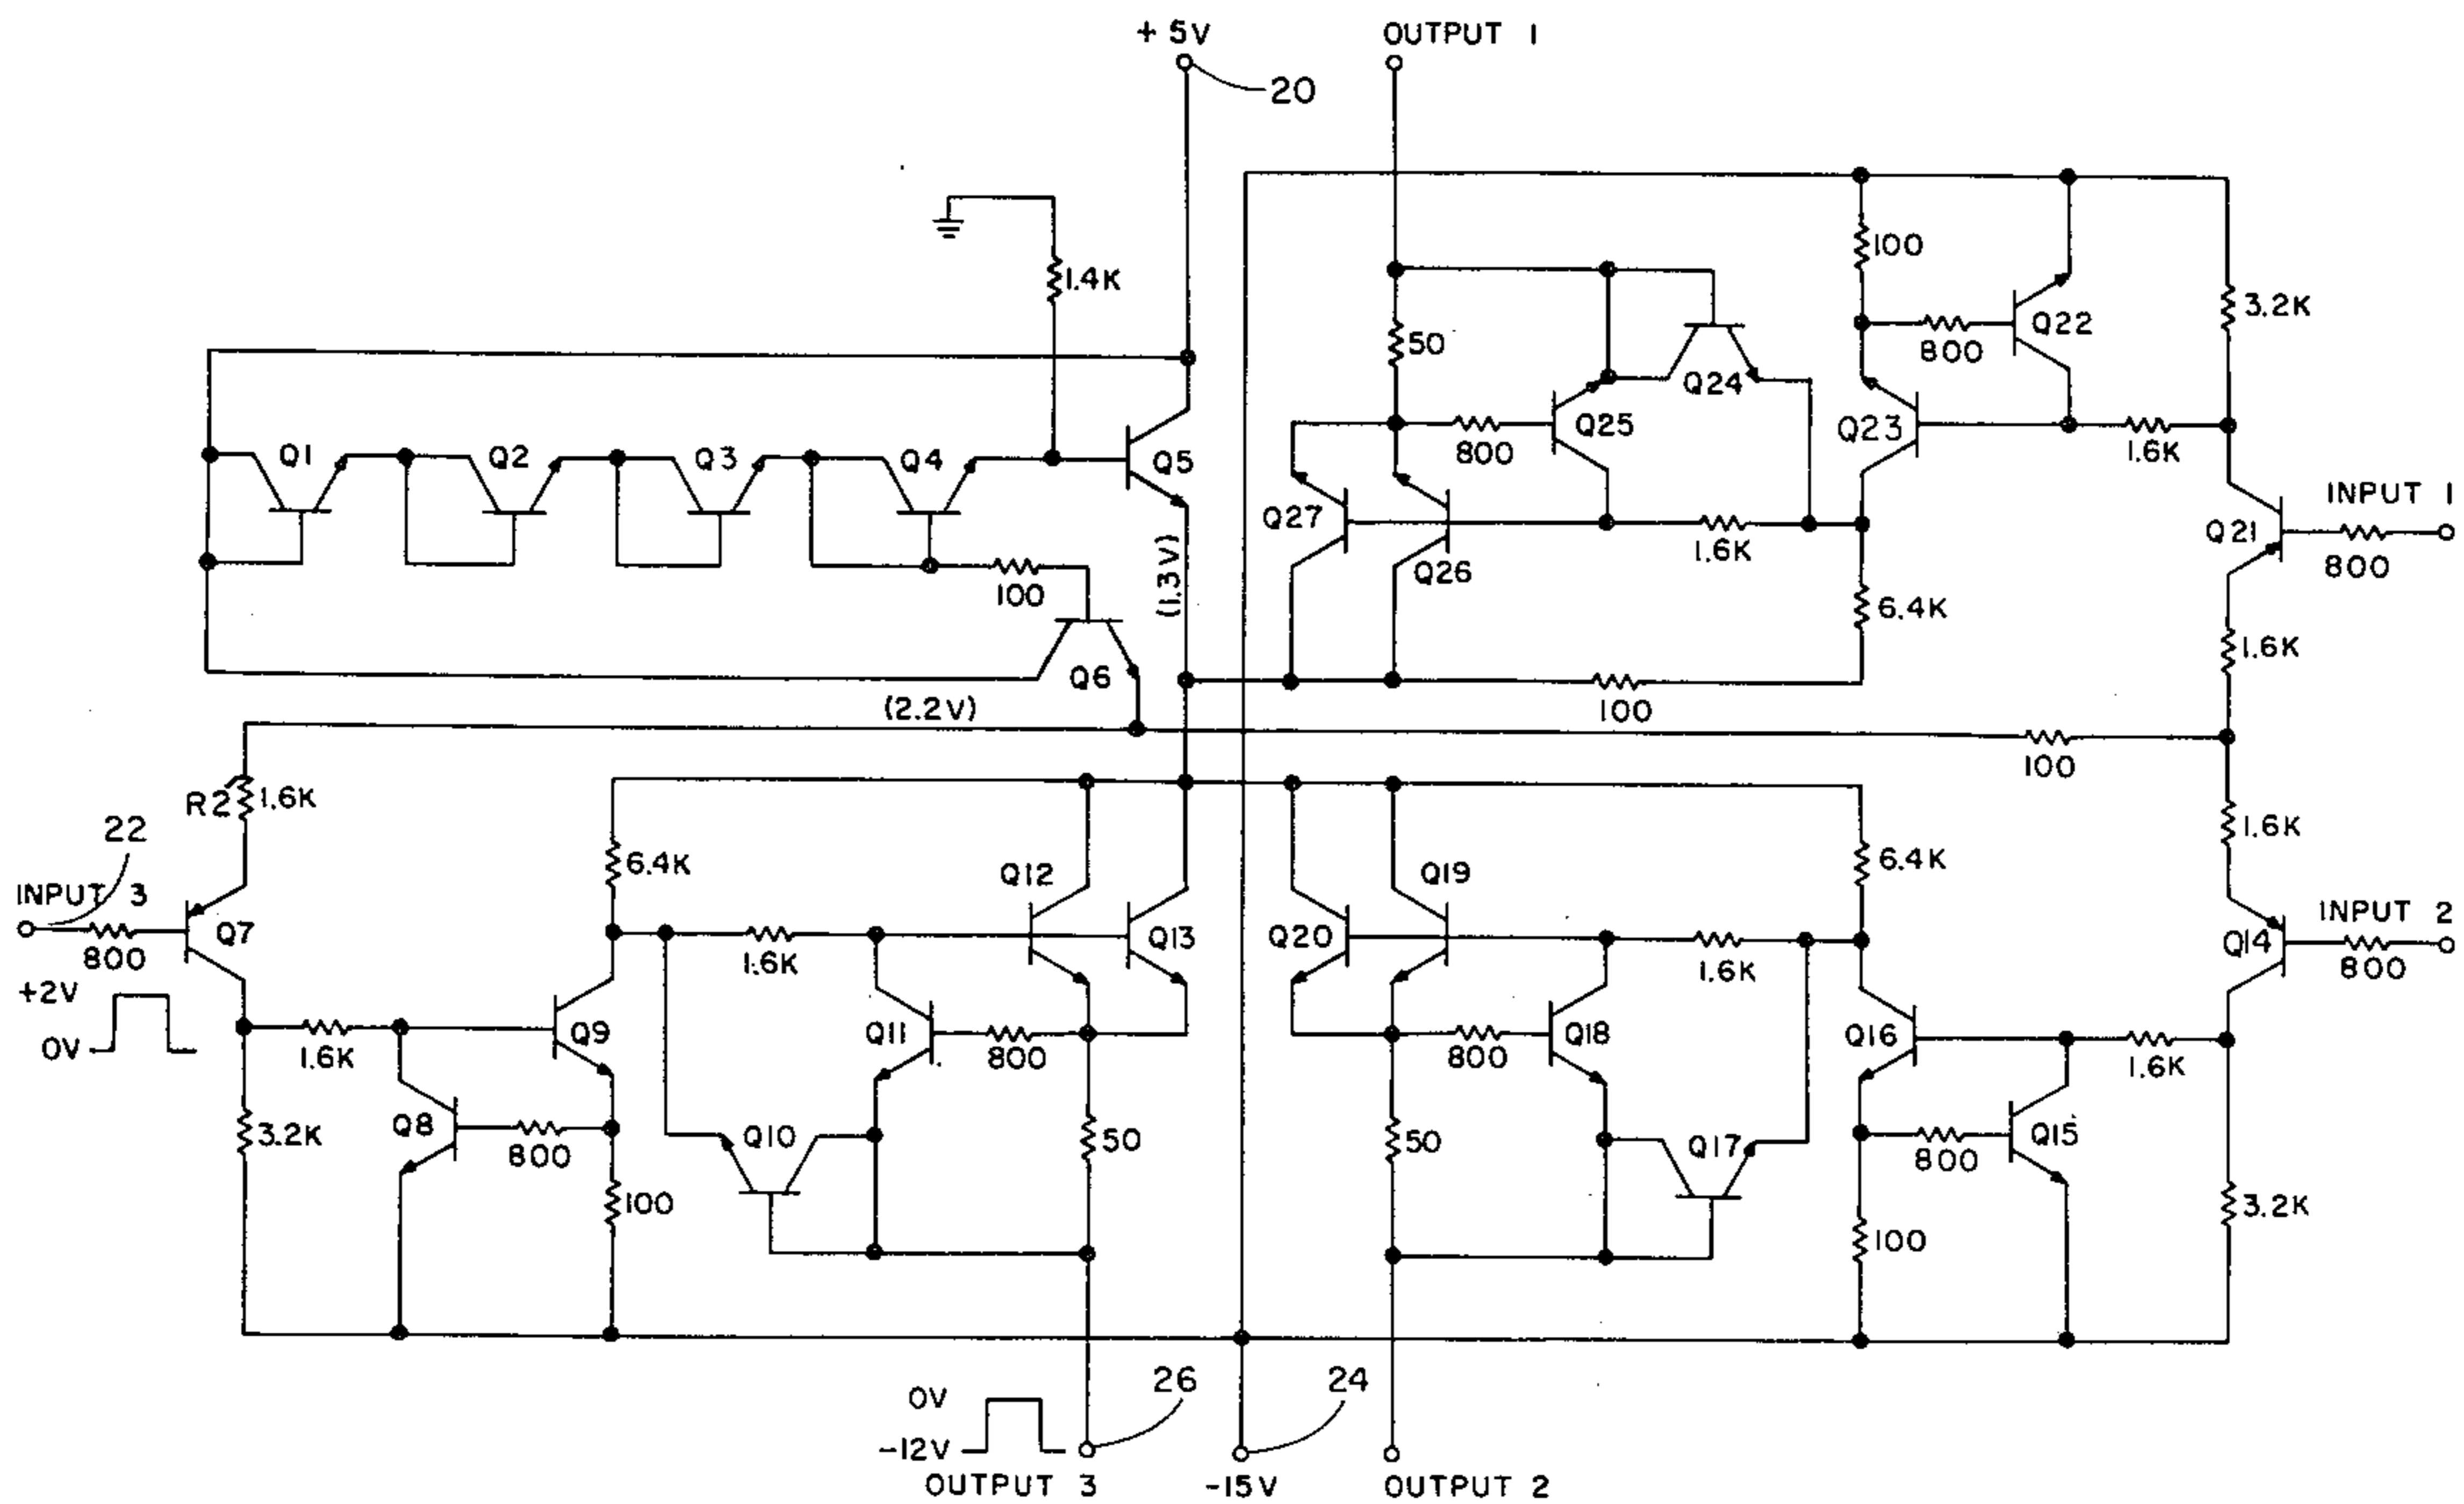 +5V
OUTPUT 1
20
1.4K
100
3.2K
50
800
Q22
Q24
Q25
Q23
800
1.6K
Q1
Q2
Q3
Q4
Q5
INPUT 1
Q27
Q21
1.6K
800
Q26
100
(1.3V)
6.4K
Q6
1.6K
(2.2V)
100
100
R2
1.6K
22
1.6K
6.4K
6.4K
INPUT 3
Q12
Q19
INPUT 2
Q7
Q13
Q20
Q14
800
1.6K
1.6K
800
+2V
0V
1.6K
Q9
Q11
800
800
Q18
Q16
1.6K
3.2K
Q8
800
Q10
50
50
Q17
800
Q15
100
100
3.2K
0V
-12V
26
24
OUTPUT 3
-15V
OUTPUT 2